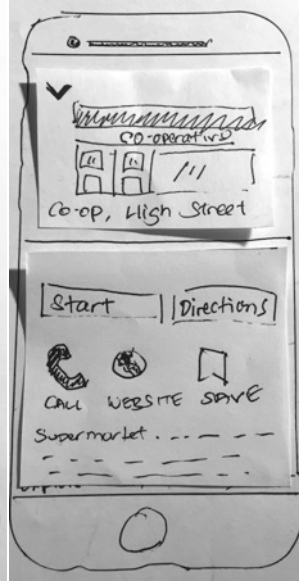 CO-operative
Co-op, High Street
Start
Directions
CALL WEBSITE SAVE
Supermarket